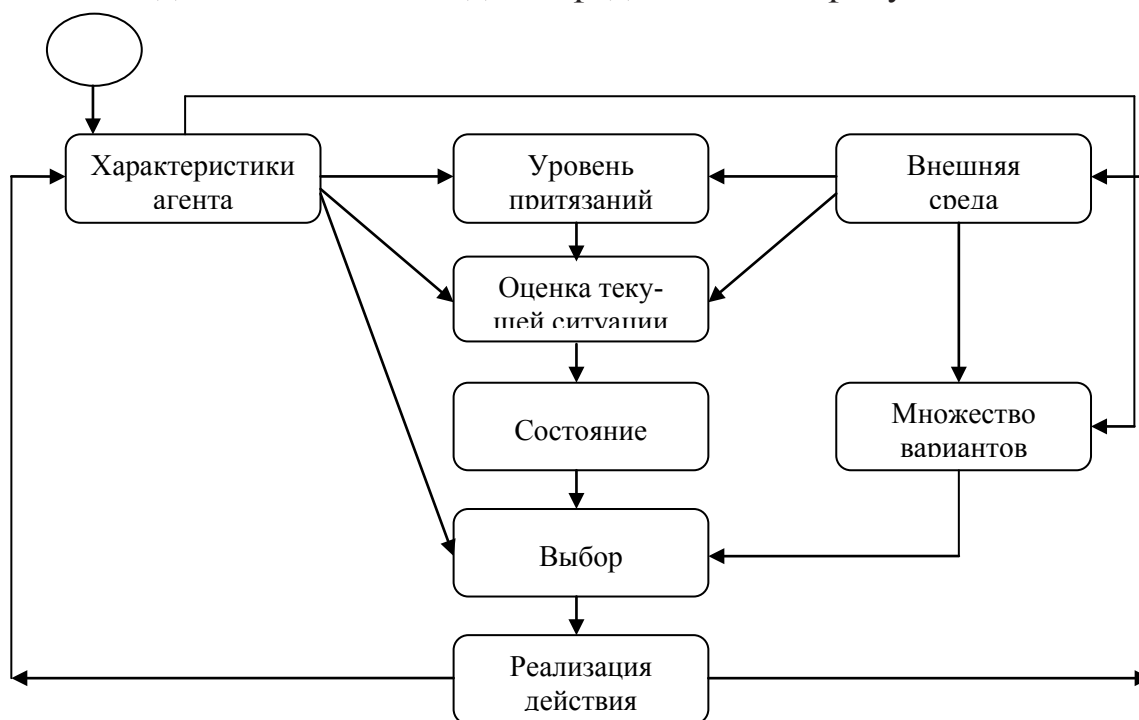 Характеристики
агента
Уровень
притязаний
Внешняя
среда
Оценка теку-
щей ситуации
Состояние
Множество
вариантов
Выбор
Реализация
действия